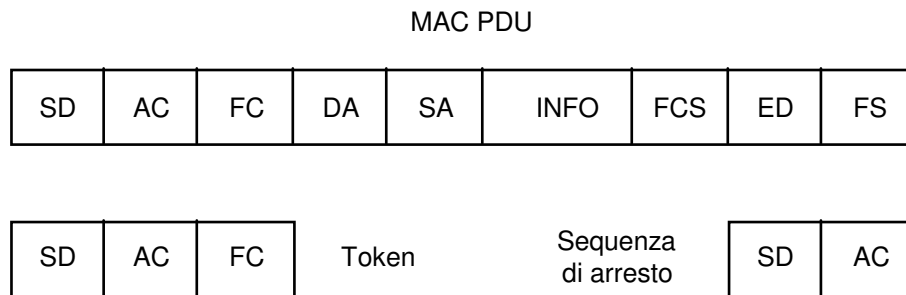 MAC PDU
SD AC FC DA SA INFO FCS ED FS
SD AC FC Token Sequenza di arresto SD AC